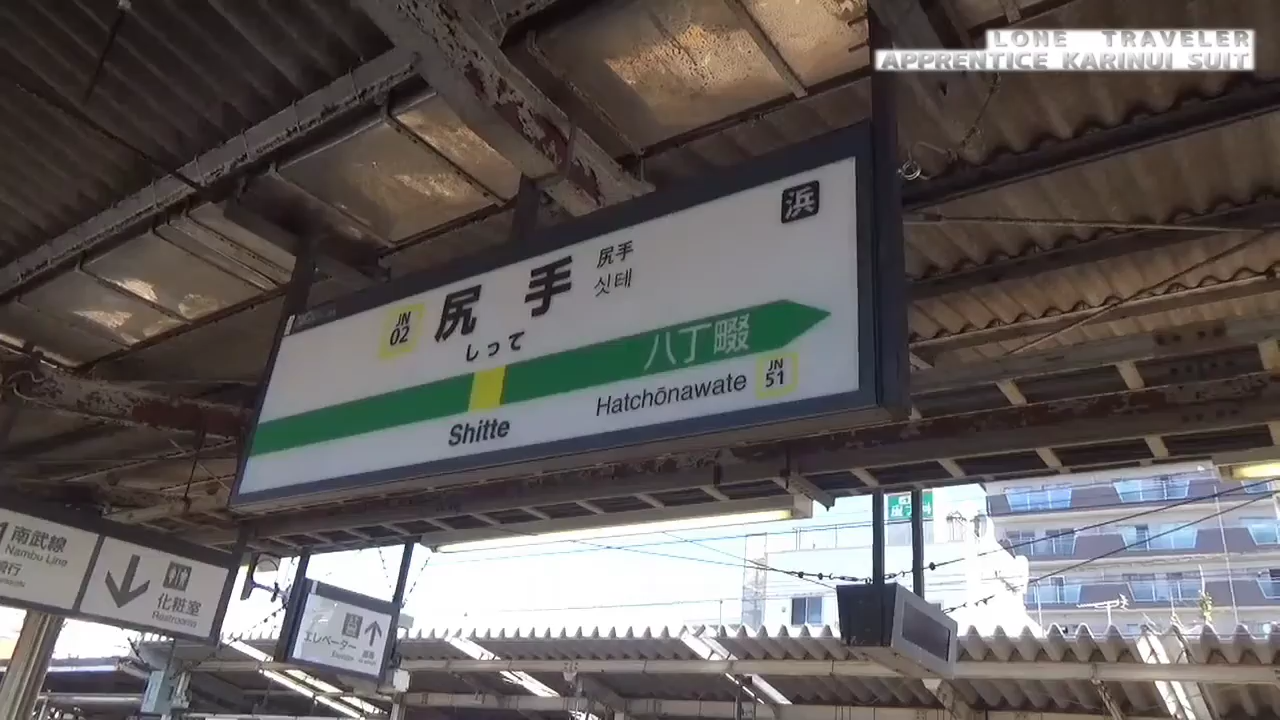 LONE TRAVELER
APPRENTICE KARINUI SUIT
浜
JN
02
尻手
尻手
싯테
しって
八丁畷
Shitte
Hatchōnawate
JN
51
南武線
Nambu Line
化粧室
Restrooms
エレベーター